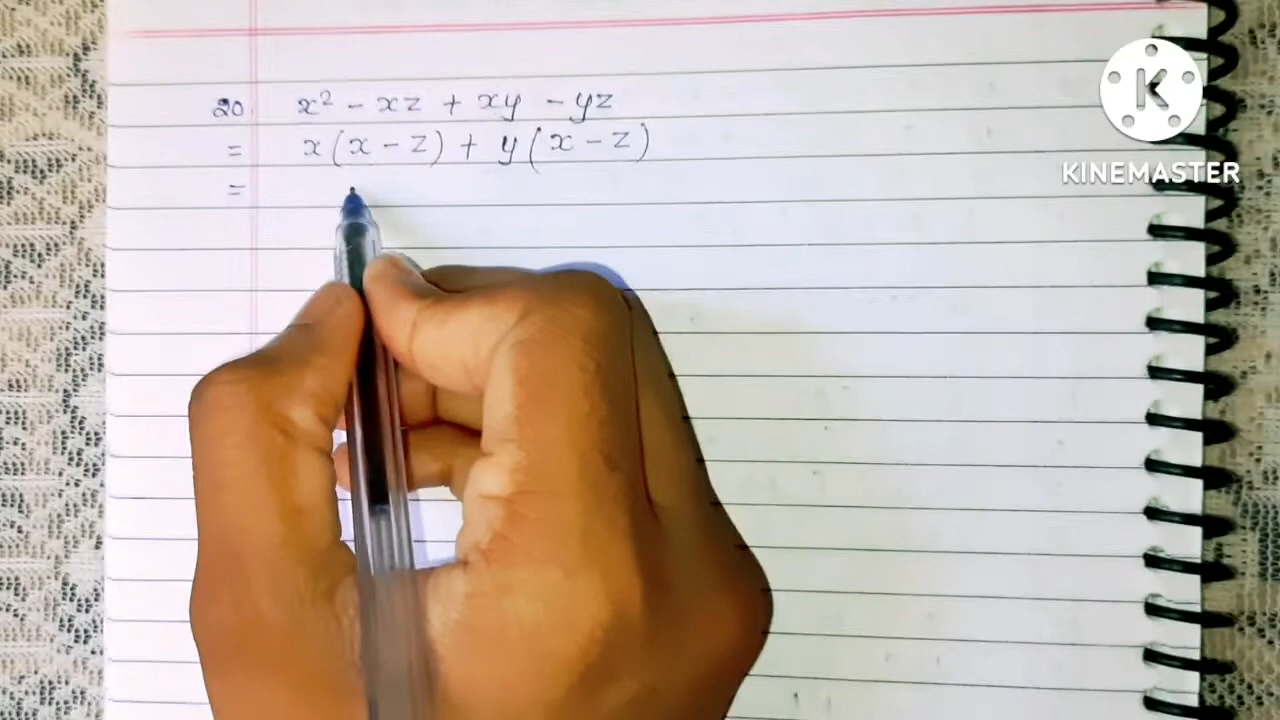 20. x² - xz + xy - yz
= x(x - z) + y(x - z)
=
K
KINEMASTER